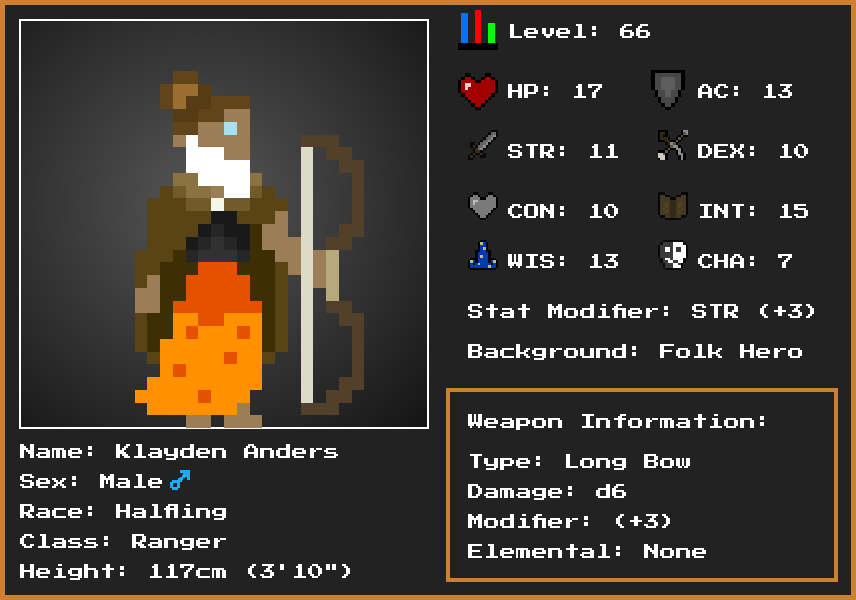 Level: 66
HP: 17 AC: 13
STR: 11 DEX: 10
CON: 10 INT: 15
WIS: 13 CHA: 7
Stat Modifier: STR (+3)
Background: Folk Hero
Weapon Information:
Type: Long Bow
Damage: d6
Modifier: (+3)
Elemental: None
Name: Klayden Anders
Sex: Male♂
Race: Halfling
Class: Ranger
Height: 117cm (3'10")